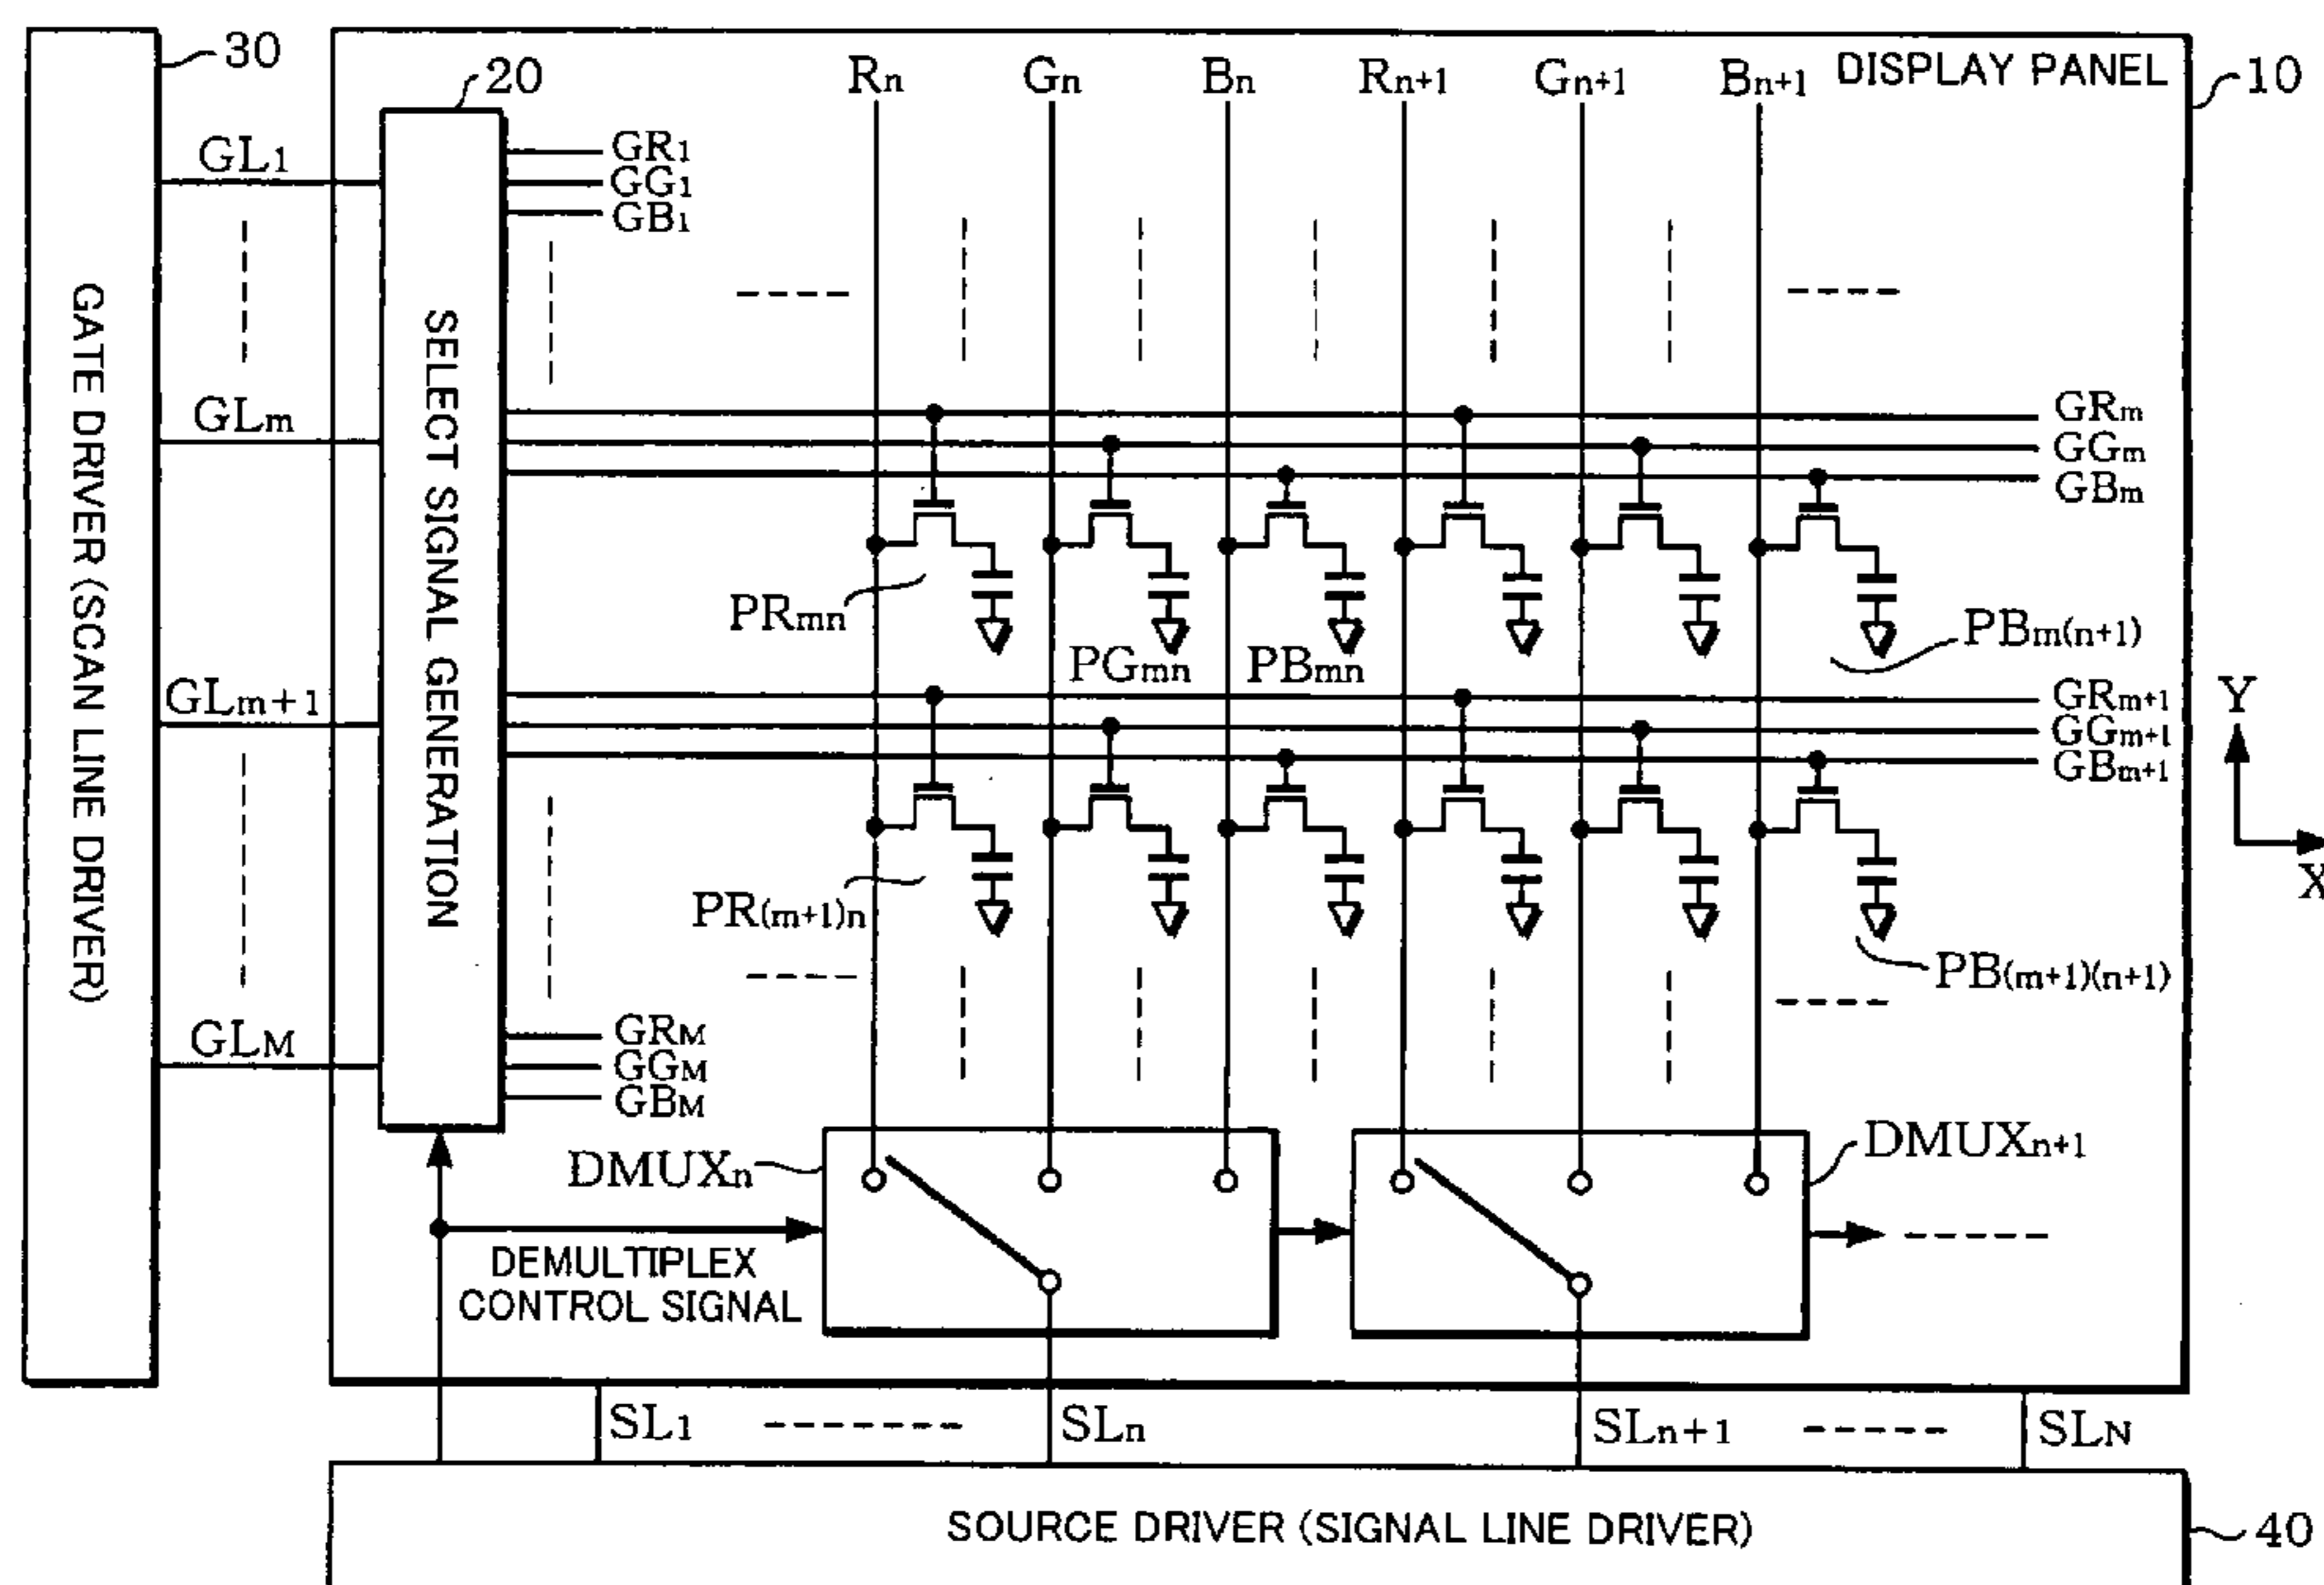 30
20
Rn
Gn
Bn
Rn+1
Gn+1
Bn+1
DISPLAY PANEL
10
GL1
GR1
GG1
GB1
GATE DRIVER (SCAN LINE DRIVER)
SELECT SIGNAL GENERATION
GLm
GRm
GGm
GBm
PRmn
PGmn
PBmn
PBm(n+1)
GLm+1
GRm+1
GGm+1
GBm+1
Y
X
PR(m+1)n
PB(m+1)(n+1)
GLM
GRM
GGM
GBM
DMUXn
DMUXn+1
DEMULTIPLEX
CONTROL SIGNAL
SL1
SLn
SLn+1
SLN
SOURCE DRIVER (SIGNAL LINE DRIVER)
40